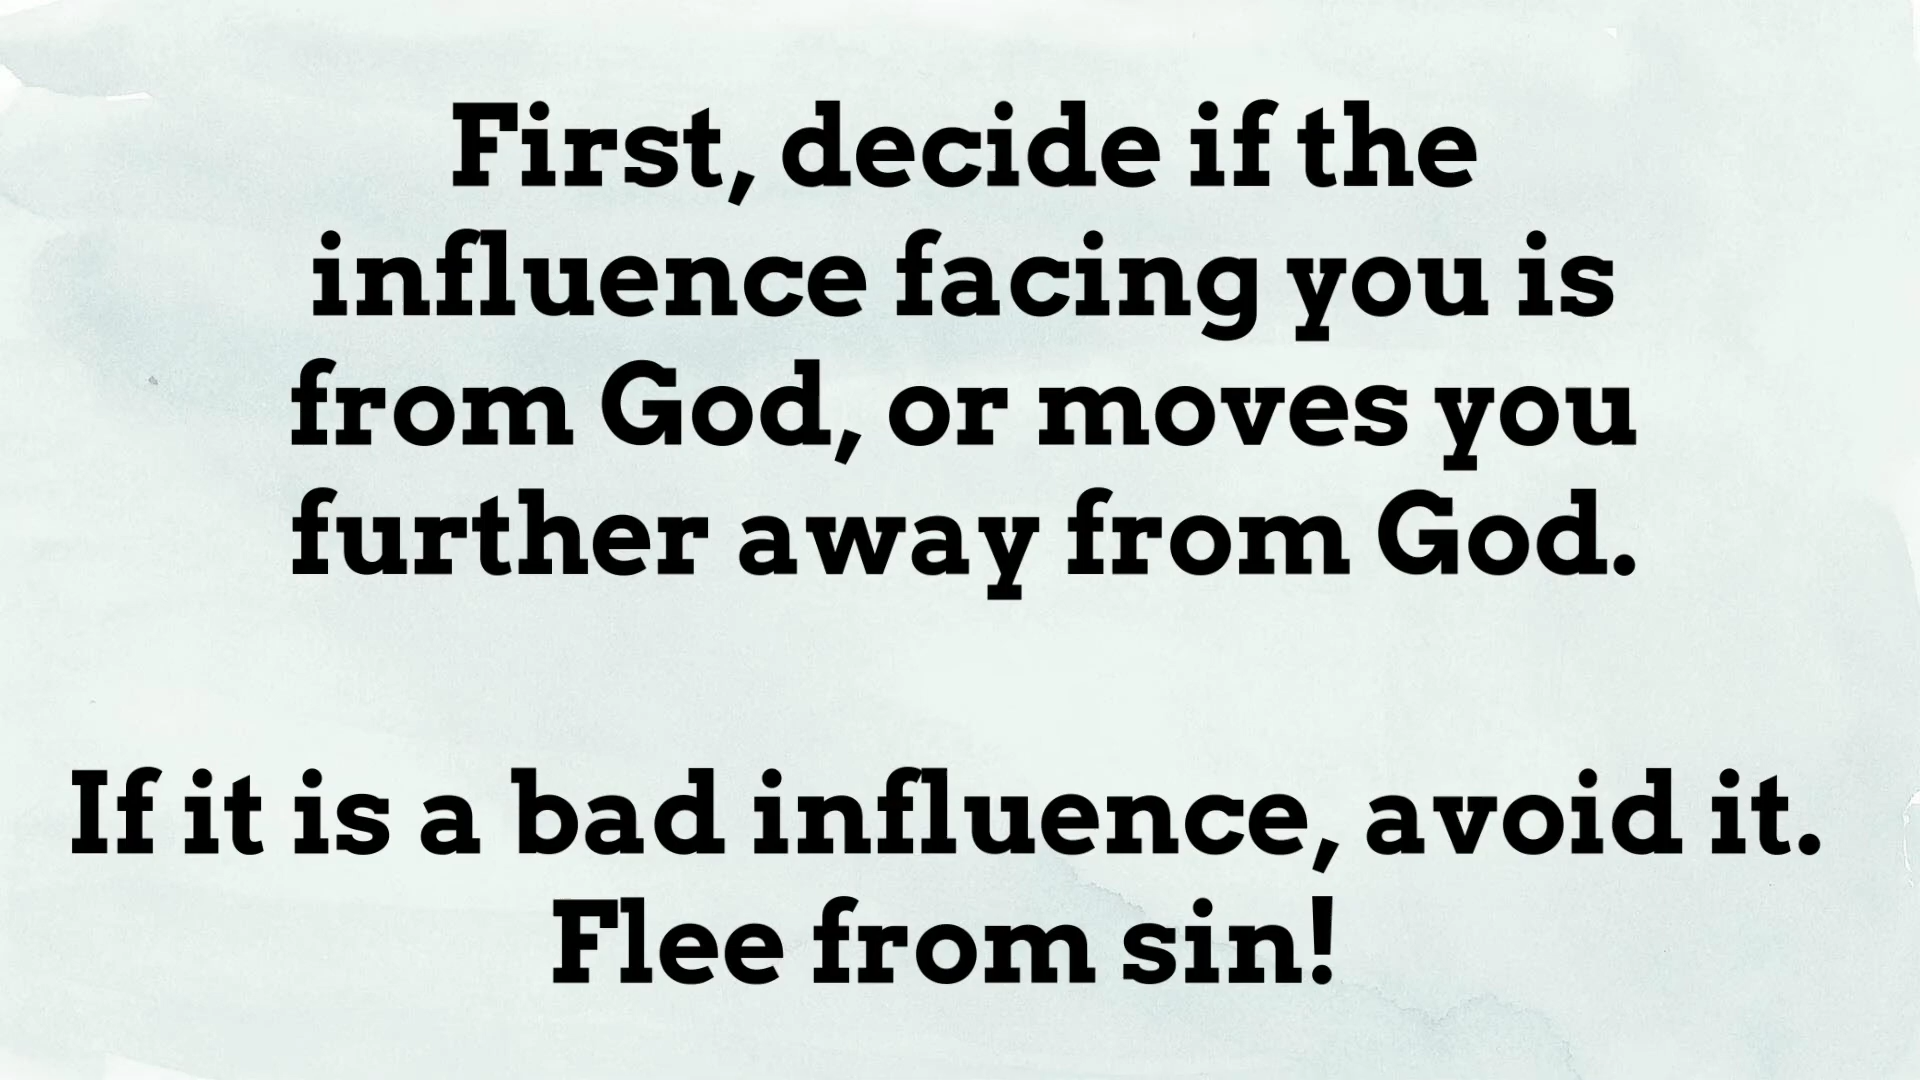 First, decide if the
influence facing you is
from God, or moves you
further away from God.
If it is a bad influence, avoid it.
Flee from sin!